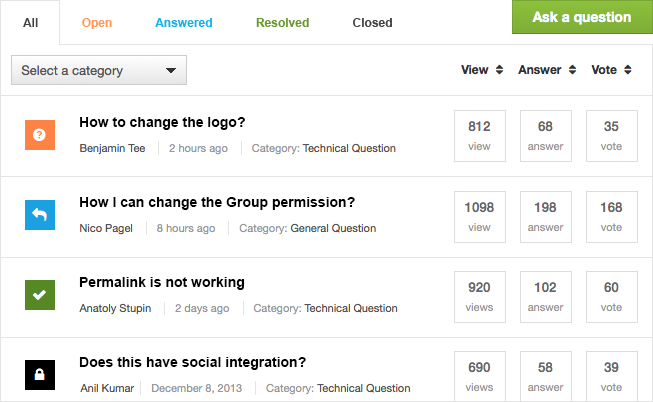 All Open Answered Resolved Closed Ask a question
Select a category View Answer Vote
How to change the logo?
Benjamin Tee 2 hours ago Category: Technical Question
812 view 68 answer 35 vote
How I can change the Group permission?
Nico Pagel 8 hours ago Category: General Question
1098 view 198 answer 168 vote
Permalink is not working
Anatoly Stupin 2 days ago Category: Technical Question
920 views 102 answer 60 vote
Does this have social integration?
Anil Kumar December 8, 2013 Category: Technical Question
690 views 58 answer 39 vote